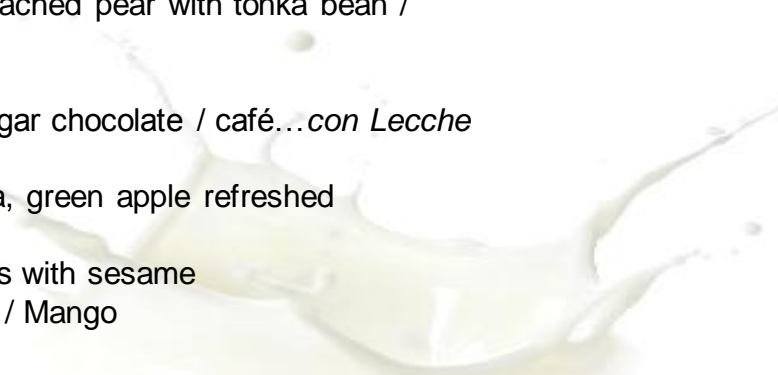 ached pear with tonka bean /
gar chocolate / café…con Lecche
, green apple refreshed
s with sesame
/ Mango